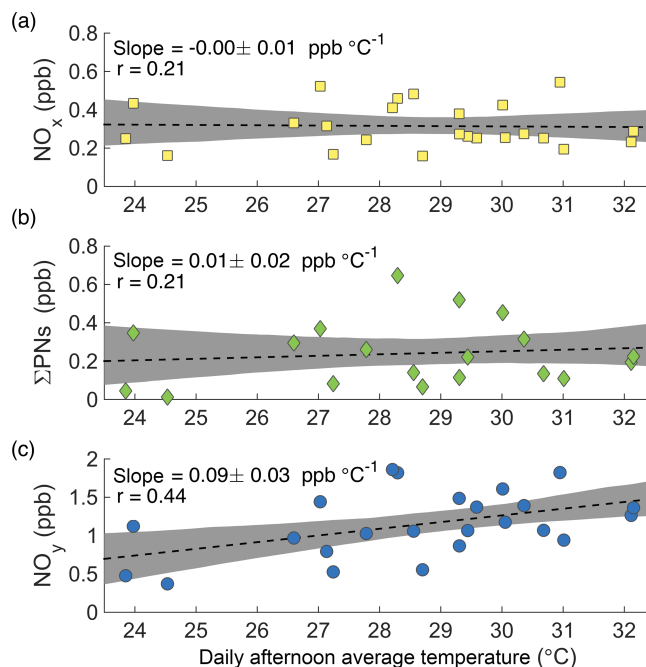 (a)
Slope = -0.00± 0.01 ppb °C⁻¹
r = 0.21
NOₓ (ppb)
0.8
0.6
0.4
0.2
0
24 25 26 27 28 29 30 31 32
(b)
Slope = 0.01± 0.02 ppb °C⁻¹
r = 0.21
ΣPNs (ppb)
0.8
0.6
0.4
0.2
0
24 25 26 27 28 29 30 31 32
(c)
Slope = 0.09± 0.03 ppb °C⁻¹
r = 0.44
NOy (ppb)
2
1.5
1
0.5
0
24 25 26 27 28 29 30 31 32
Daily afternoon average temperature (°C)